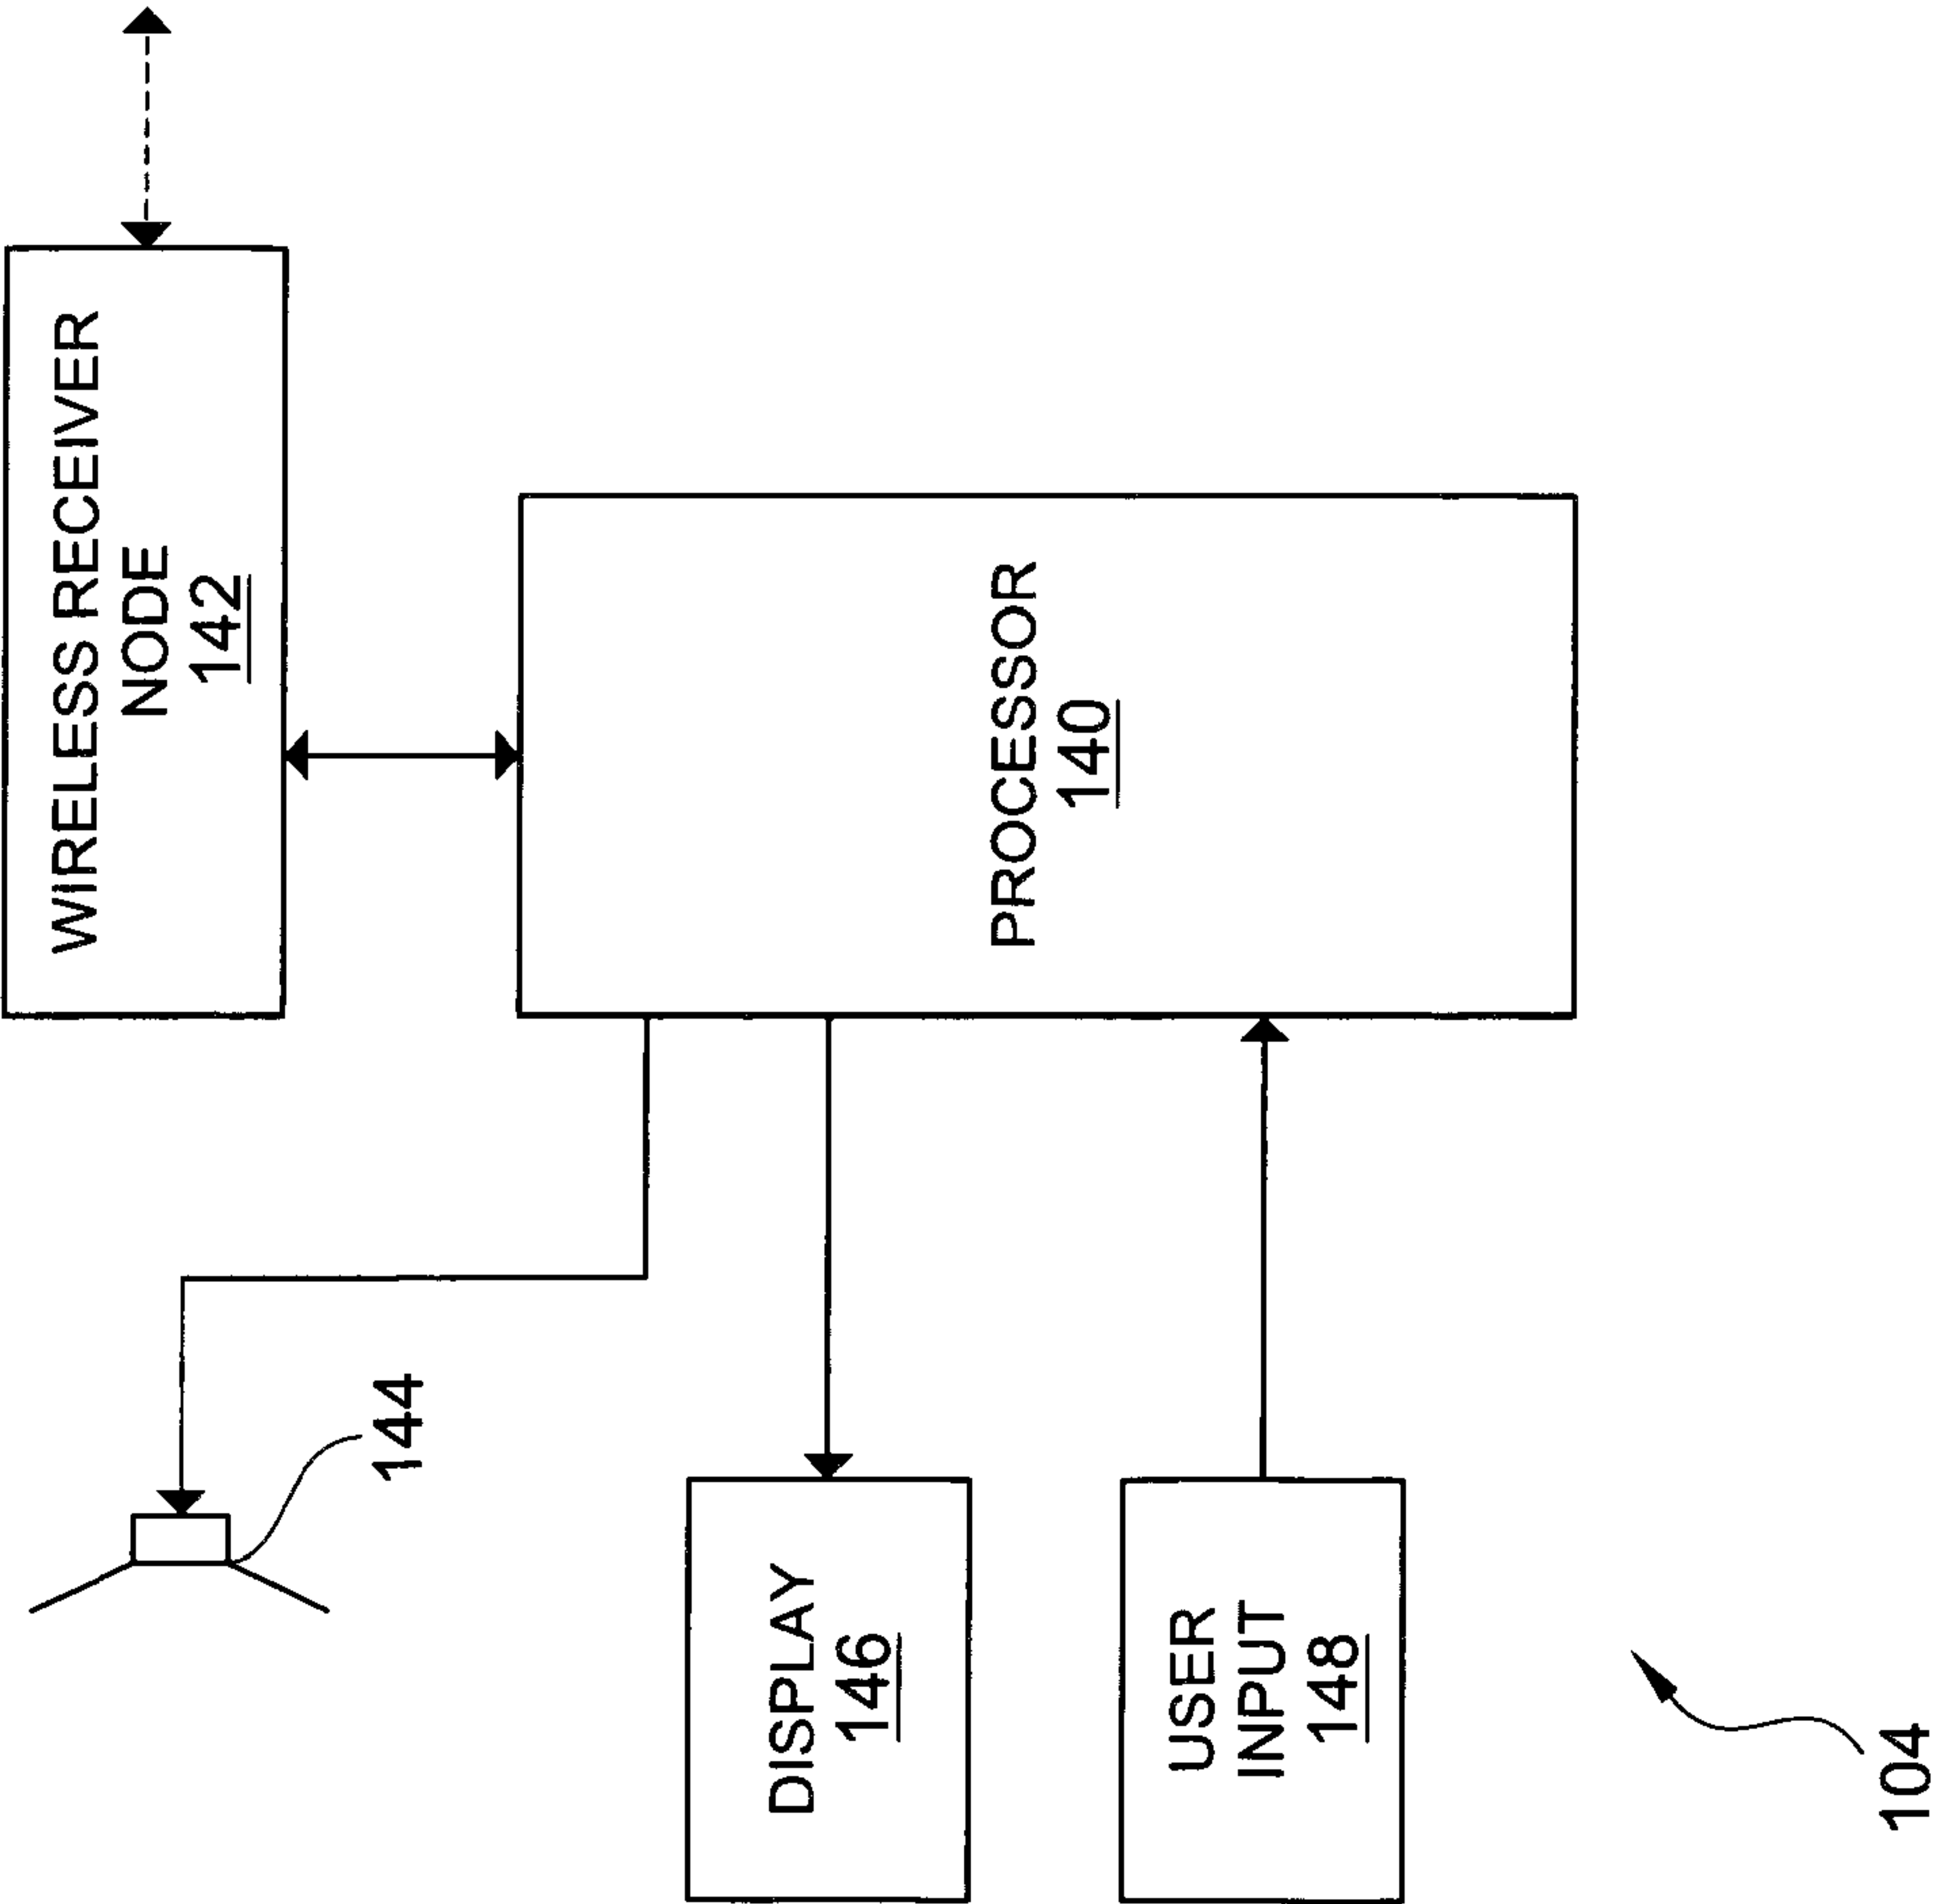 WIRELESS RECEIVER
NODE
142
144
PROCESSOR
140
DISPLAY
146
USER
INPUT
148
104